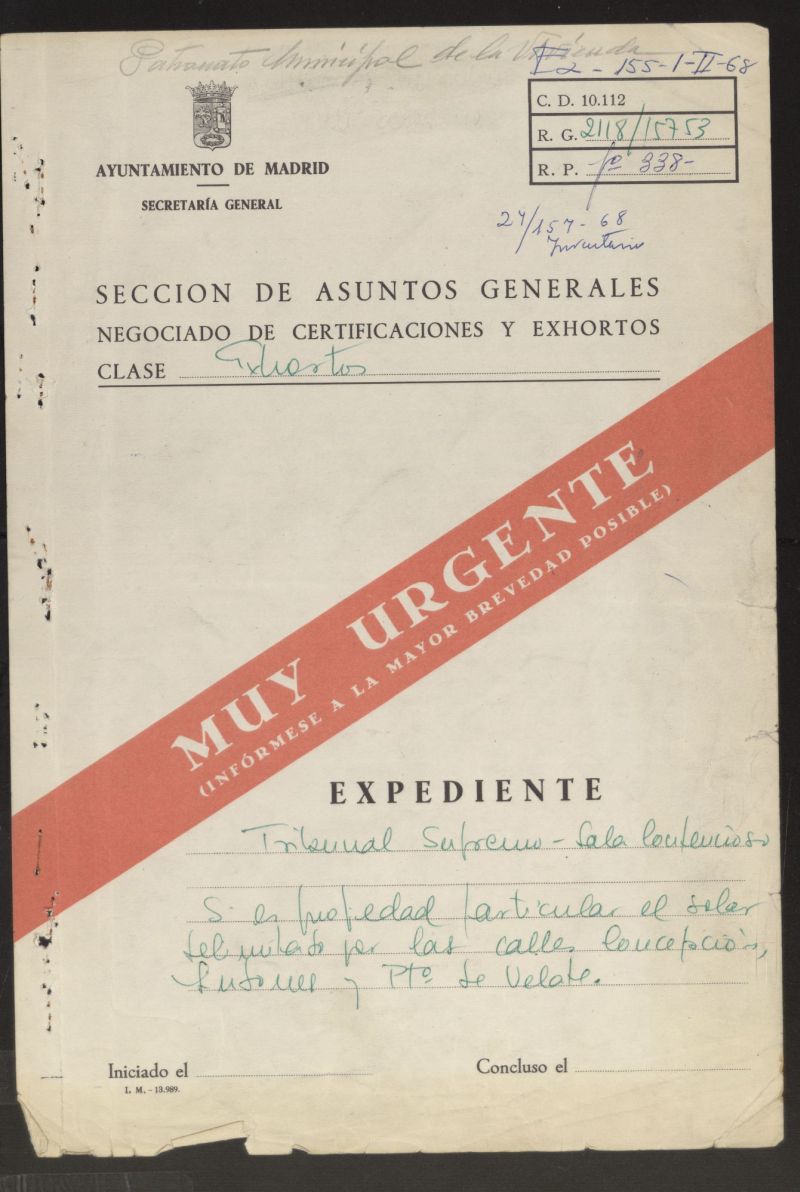 Patronato Municipal de la Vivienda
I2 - 155-1-II-68
C. D. 10.112
R. G. 2118/15753
R. P. fº 338-
AYUNTAMIENTO DE MADRID
SECRETARÍA GENERAL
24/157-68
Inventario
SECCION DE ASUNTOS GENERALES
NEGOCIADO DE CERTIFICACIONES Y EXHORTOS
CLASE Exhortos
MUY URGENTE
(INFÓRMESE A LA MAYOR BREVEDAD POSIBLE)
EXPEDIENTE
Tribunal Supremo - Sala Contencioso
Si es propiedad particular el solar
delimitado por las calles Concepción,
y Ptº de Velate.
Iniciado el
Concluso el
I. M. - 13.989.